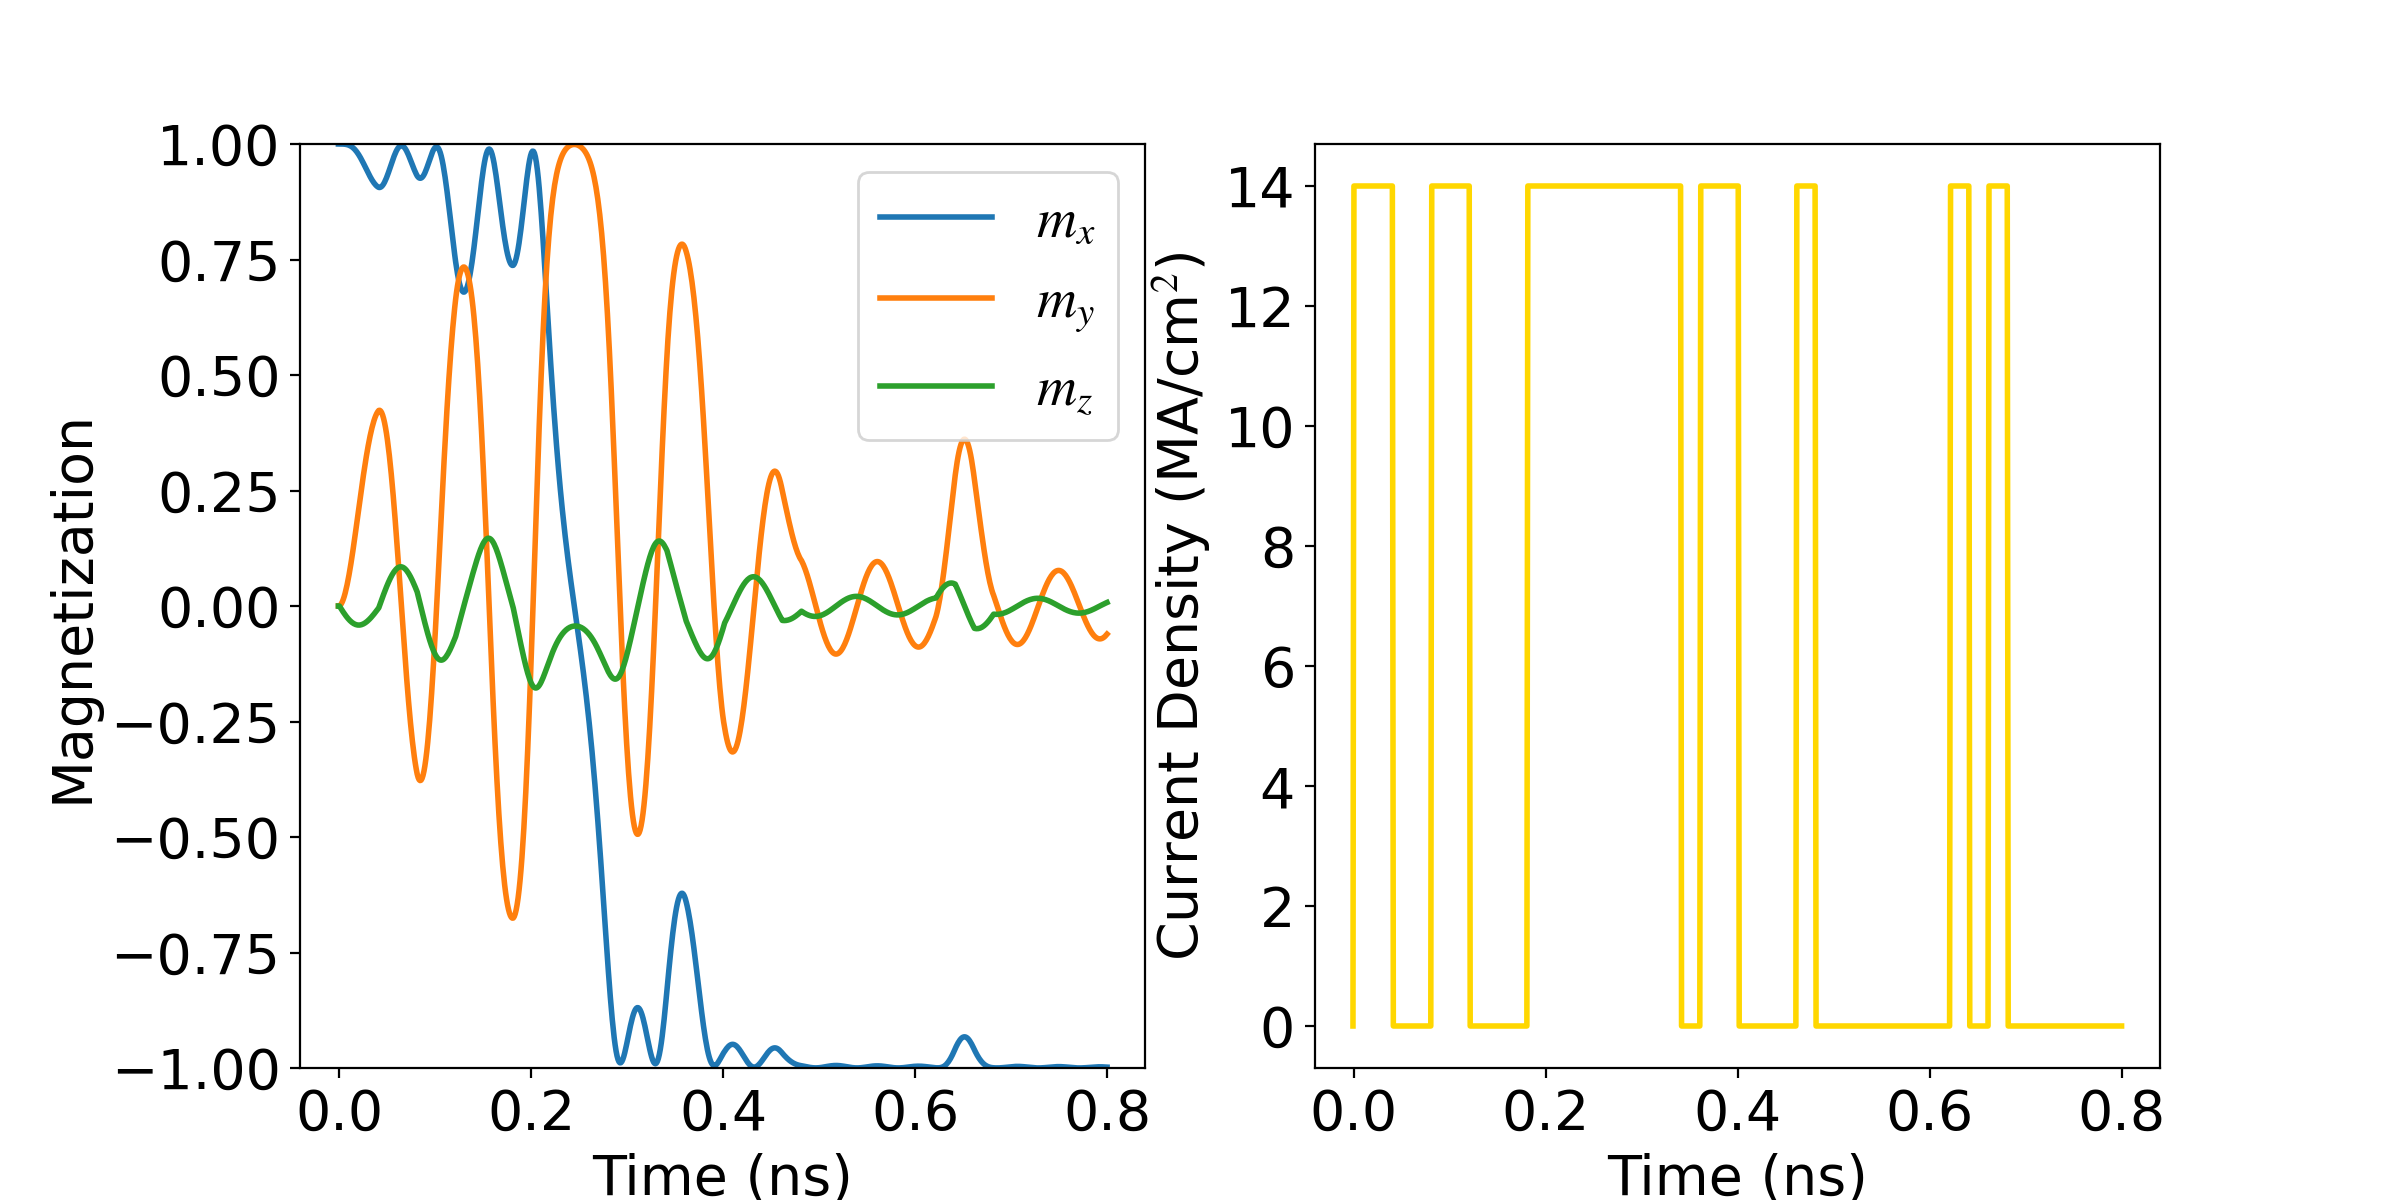 Magnetization
1.00
0.75
0.50
0.25
0.00
−0.25
−0.50
−0.75
−1.00
0.0 0.2 0.4 0.6 0.8
Time (ns)
m_x
m_y
m_z
Current Density (MA/cm²)
14
12
10
8
6
4
2
0
0.0 0.2 0.4 0.6 0.8
Time (ns)